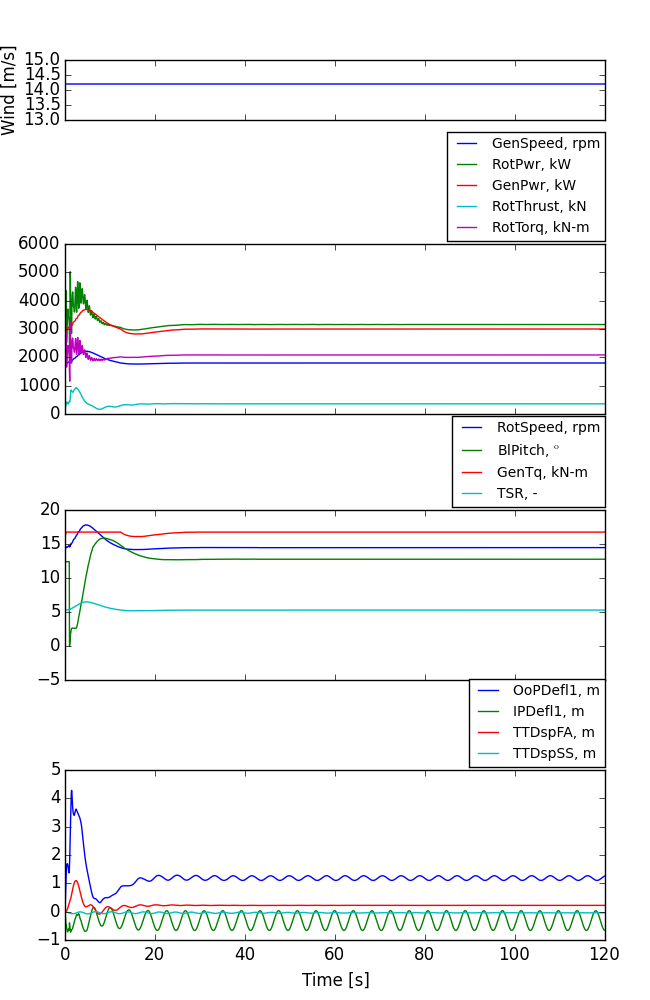 Wind [m/s]
15.0
14.5
14.0
13.5
13.0
GenSpeed, rpm
RotPwr, kW
GenPwr, kW
RotThrust, kN
RotTorq, kN-m
6000
5000
4000
3000
2000
1000
0
RotSpeed, rpm
BlPitch, °
GenTq, kN-m
TSR, -
20
15
10
5
0
−5
OoPDefl1, m
IPDefl1, m
TTDspFA, m
TTDspSS, m
5
4
3
2
1
0
−1
0 20 40 60 80 100 120
Time [s]